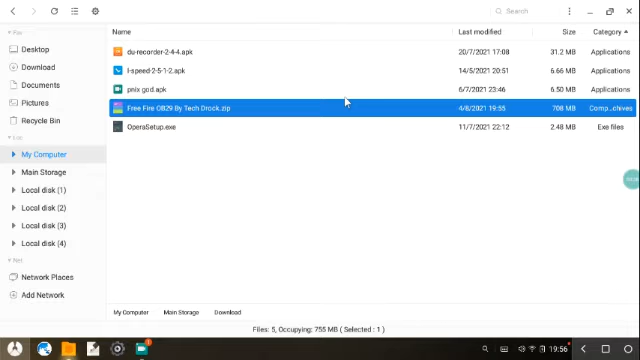 Search
Fav
Name Last modified Size Category
Desktop
Download
Documents
Pictures
Recycle Bin
Loc
My Computer
Main Storage
Local disk (1)
Local disk (2)
Local disk (3)
Local disk (4)
Net
Network Places
Add Network
du-recorder-2-4-4.apk 20/7/2021 17:08 31.2 MB Applications
l-speed-2-5-1-2.apk 14/5/2021 20:51 6.66 MB Applications
pnix god.apk 6/7/2021 23:46 6.50 MB Applications
Free Fire OB29 By Tech Drock.zip 4/8/2021 19:55 708 MB Comp...chives
OperaSetup.exe 11/7/2021 22:12 2.48 MB Exe files
My Computer Main Storage Download
Files: 5, Occupying: 755 MB ( Selected : 1 )
19:56